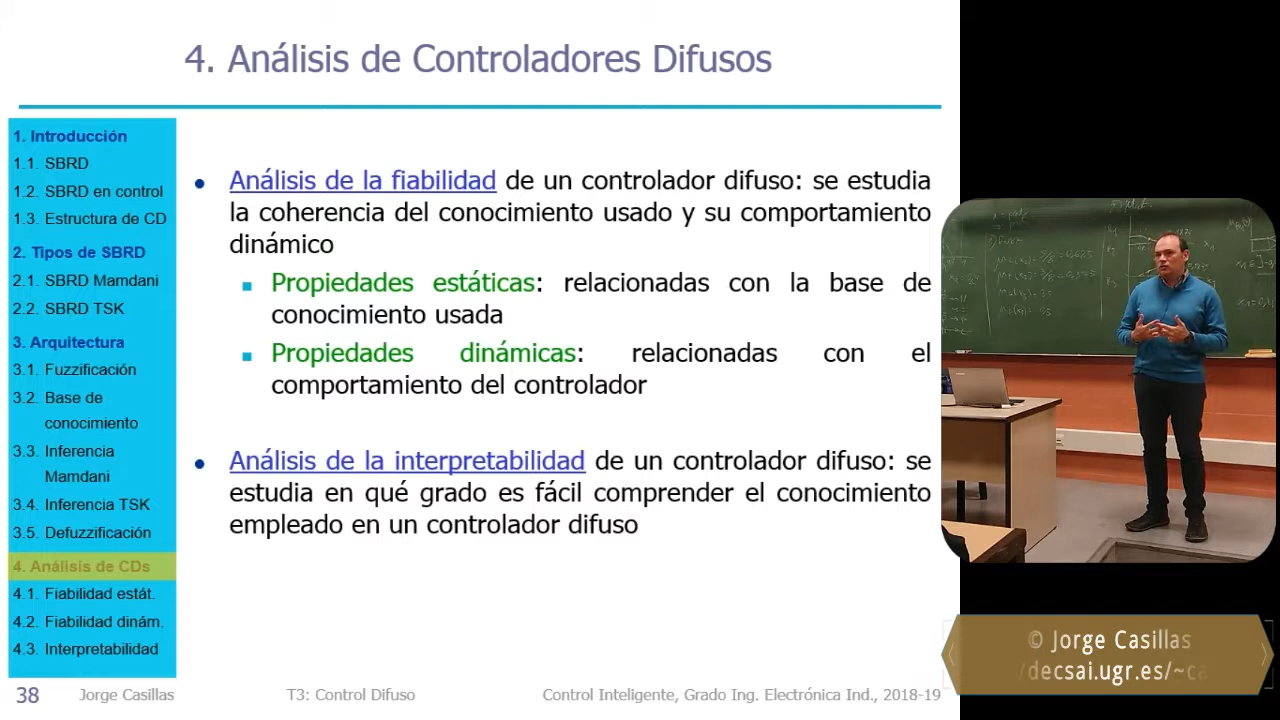 4. Análisis de Controladores Difusos
1. Introducción
1.1. SBRD
1.2. SBRD en control
1.3. Estructura de CD
2. Tipos de SBRD
2.1. SBRD Mamdani
2.2. SBRD TSK
3. Arquitectura
3.1. Fuzzificación
3.2. Base de
conocimiento
3.3. Inferencia
Mamdani
3.4. Inferencia TSK
3.5. Defuzzificación
4. Análisis de CDs
4.1. Fiabilidad estát.
4.2. Fiabilidad dinám.
4.3. Interpretabilidad
• Análisis de la fiabilidad de un controlador difuso: se estudia
la coherencia del conocimiento usado y su comportamiento
dinámico
▪ Propiedades estáticas: relacionadas con la base de
conocimiento usada
▪ Propiedades dinámicas: relacionadas con el
comportamiento del controlador
• Análisis de la interpretabilidad de un controlador difuso: se
estudia en qué grado es fácil comprender el conocimiento
empleado en un controlador difuso
© Jorge Casillas
/decsai.ugr.es/~ca
38 Jorge Casillas T3: Control Difuso Control Inteligente, Grado Ing. Electrónica Ind., 2018-19